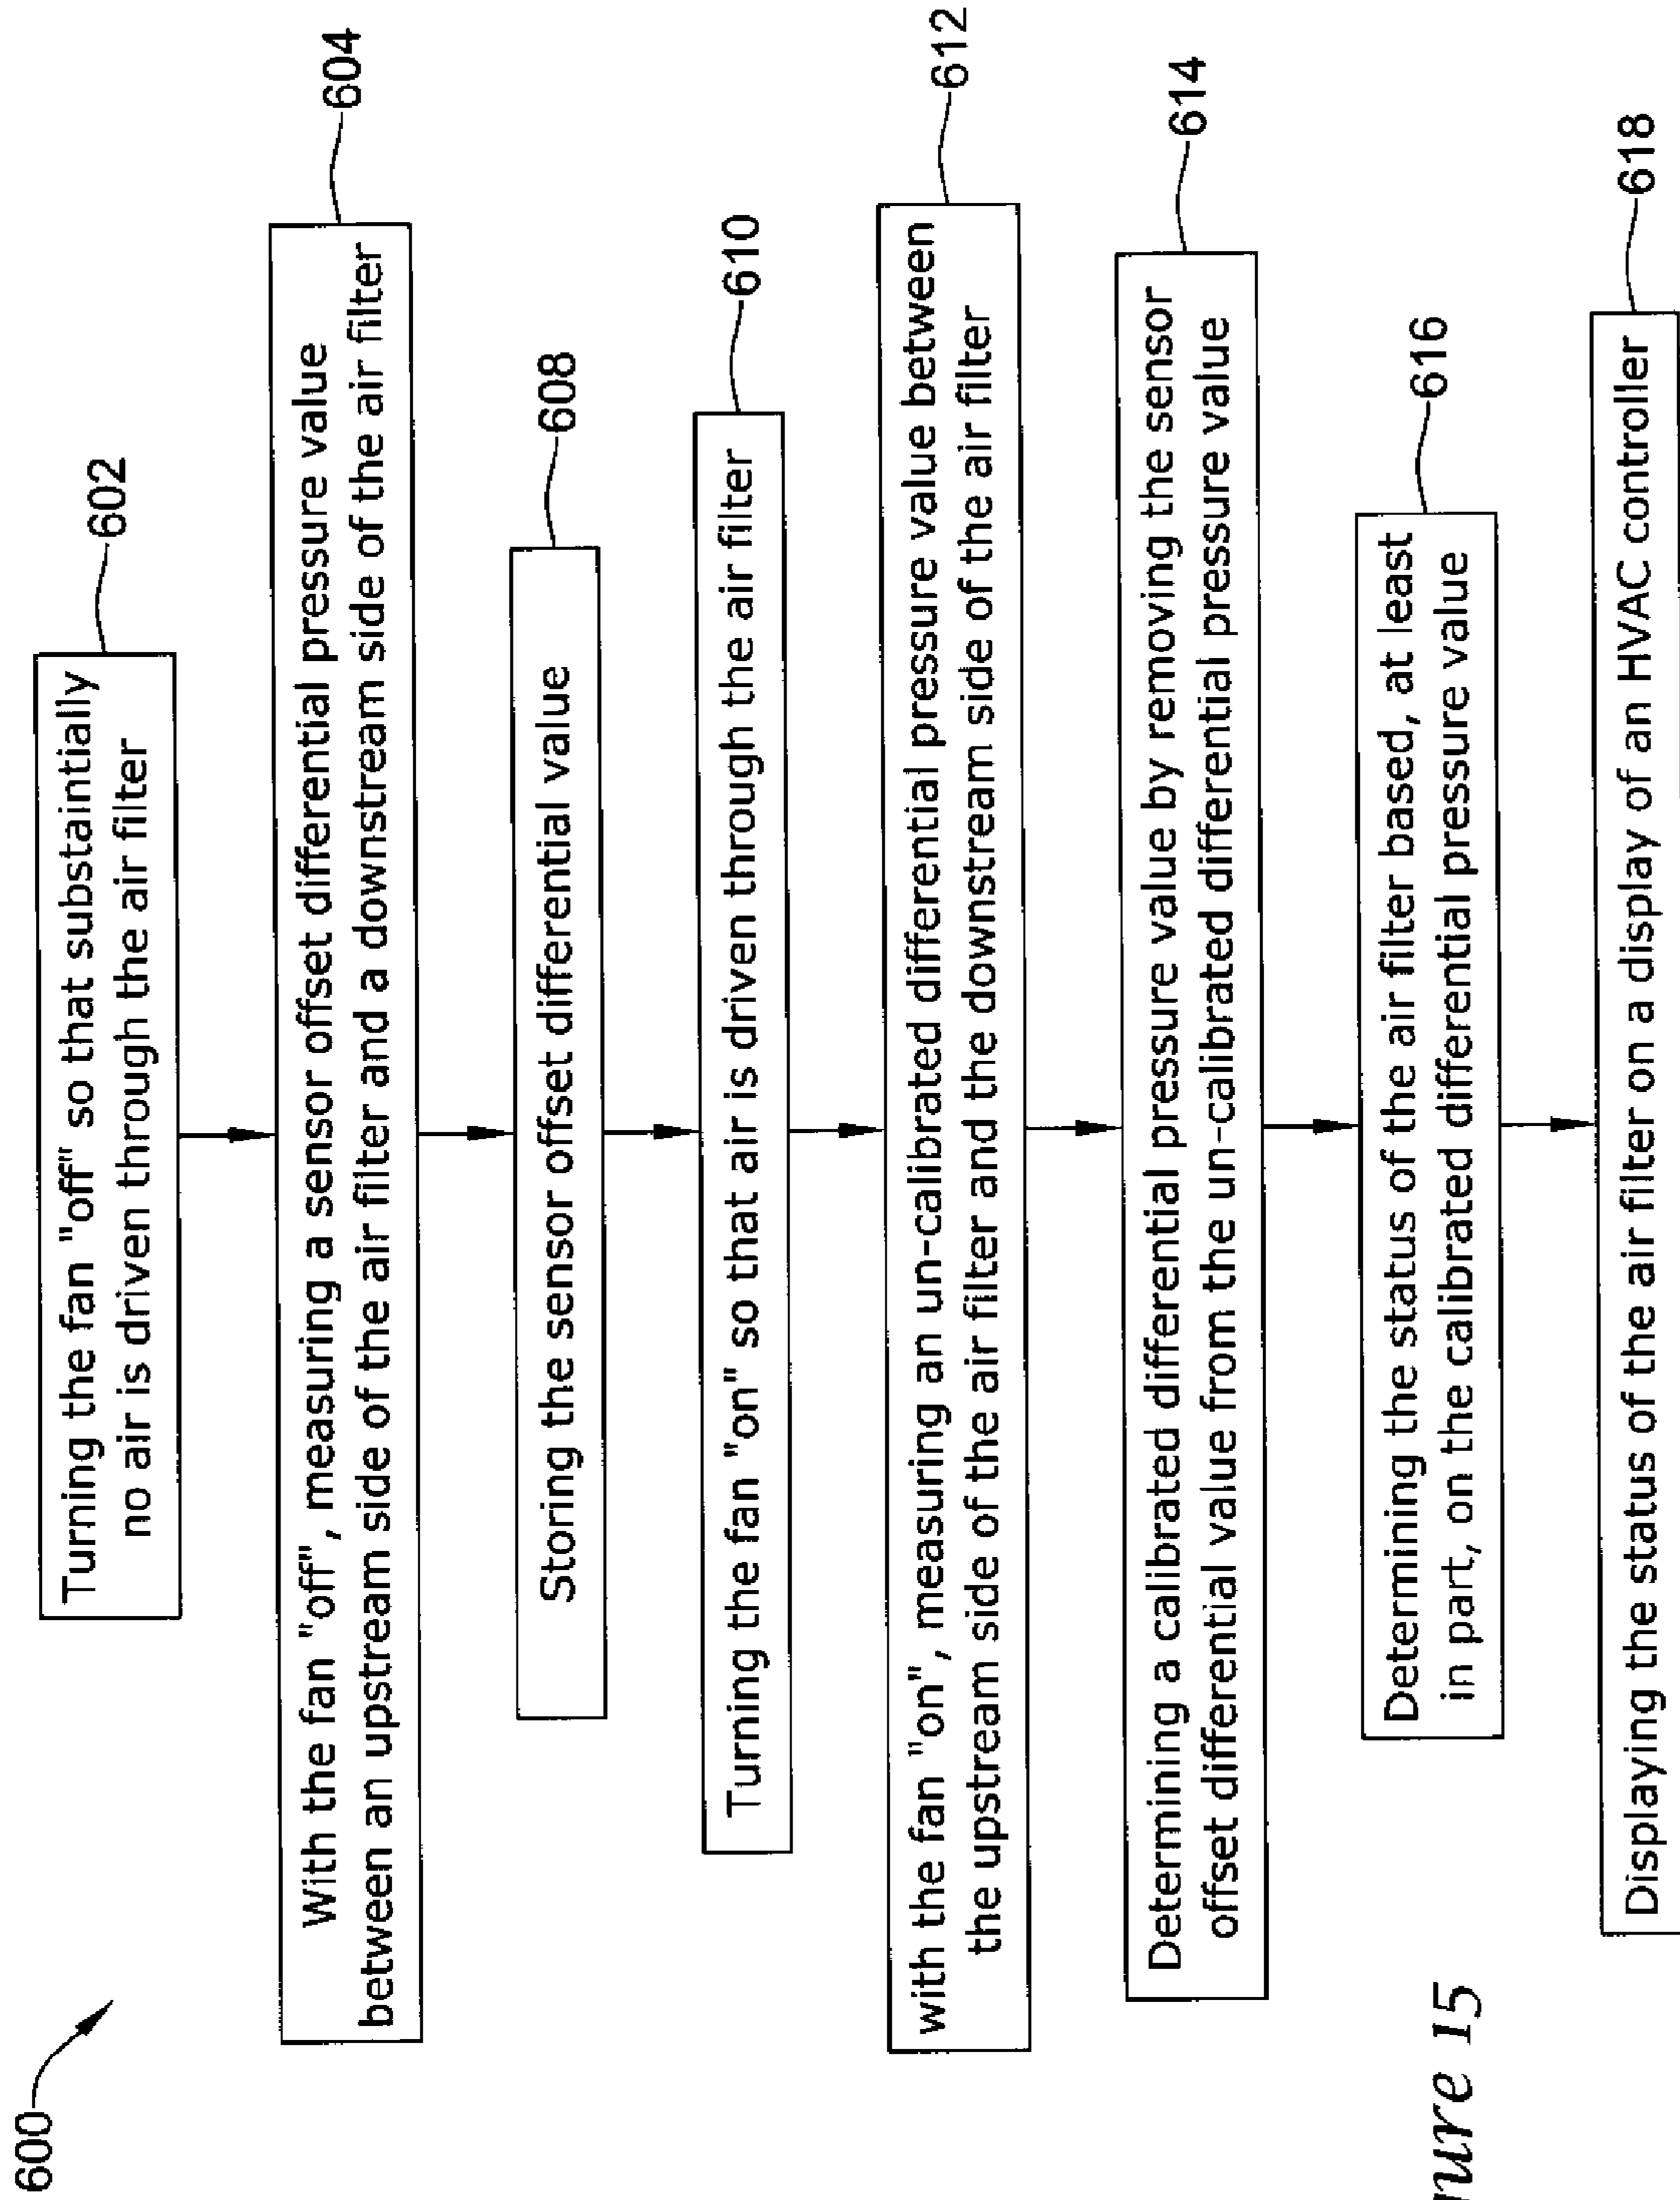 600
Turning the fan "off" so that substaintially
no air is driven through the air filter
602
With the fan "off", measuring a sensor offset differential pressure value
between an upstream side of the air filter and a downstream side of the air filter
604
Storing the sensor offset differential value
608
Turning the fan "on" so that air is driven through the air filter
610
with the fan "on", measuring an un-calibrated differential pressure value between
the upstream side of the air filter and the downstream side of the air filter
612
Determining a calibrated differential pressure value by removing the sensor
offset differential value from the un-calibrated differential pressure value
614
Determining the status of the air filter based, at least
in part, on the calibrated differential pressure value
616
Displaying the status of the air filter on a display of an HVAC controller
618
15